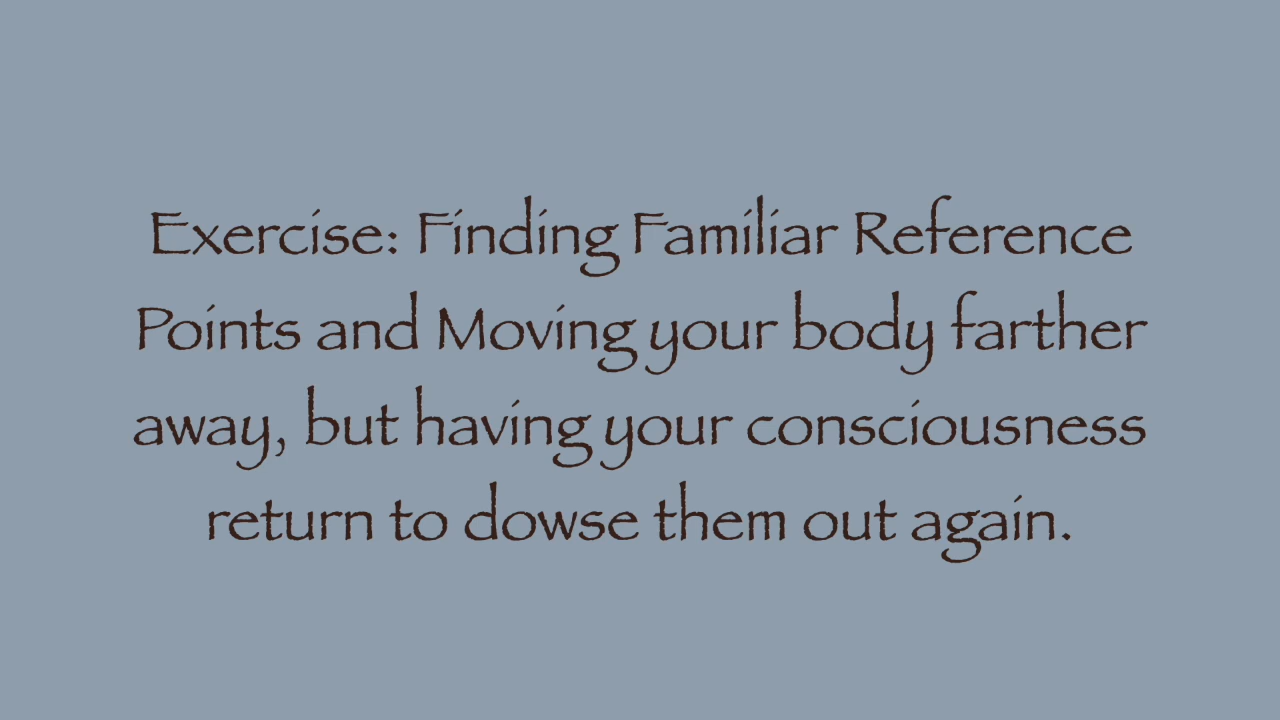 Exercise: Finding Familiar Reference
Points and Moving your body farther
away, but having your consciousness
return to dowse them out again.